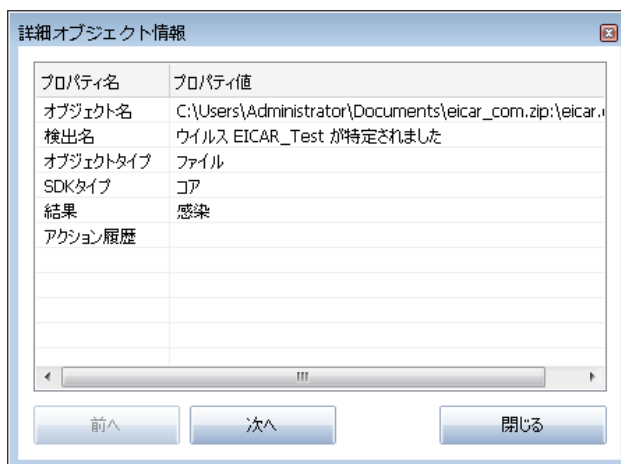 詳細オブジェクト情報
プロパティ名 プロパティ値
オブジェクト名 C:\Users\Administrator\Documents\eicar_com.zip:\eicar.
検出名 ウイルス EICAR_Test が特定されました
オブジェクトタイプ ファイル
SDKタイプ コア
結果 感染
アクション履歴
前へ 次へ 閉じる